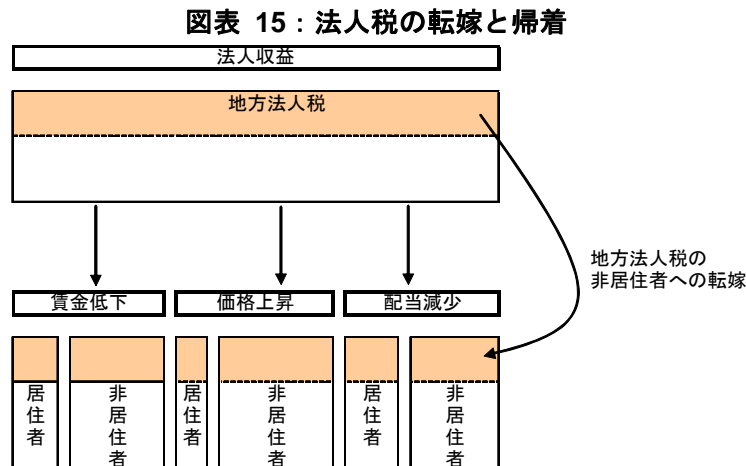 図表 15：法人税の転嫁と帰着
法人収益
地方法人税
地方法人税の
非居住者への転嫁
賃金低下
価格上昇
配当減少
居住者
非居住者
居住者
非居住者
居住者
非居住者